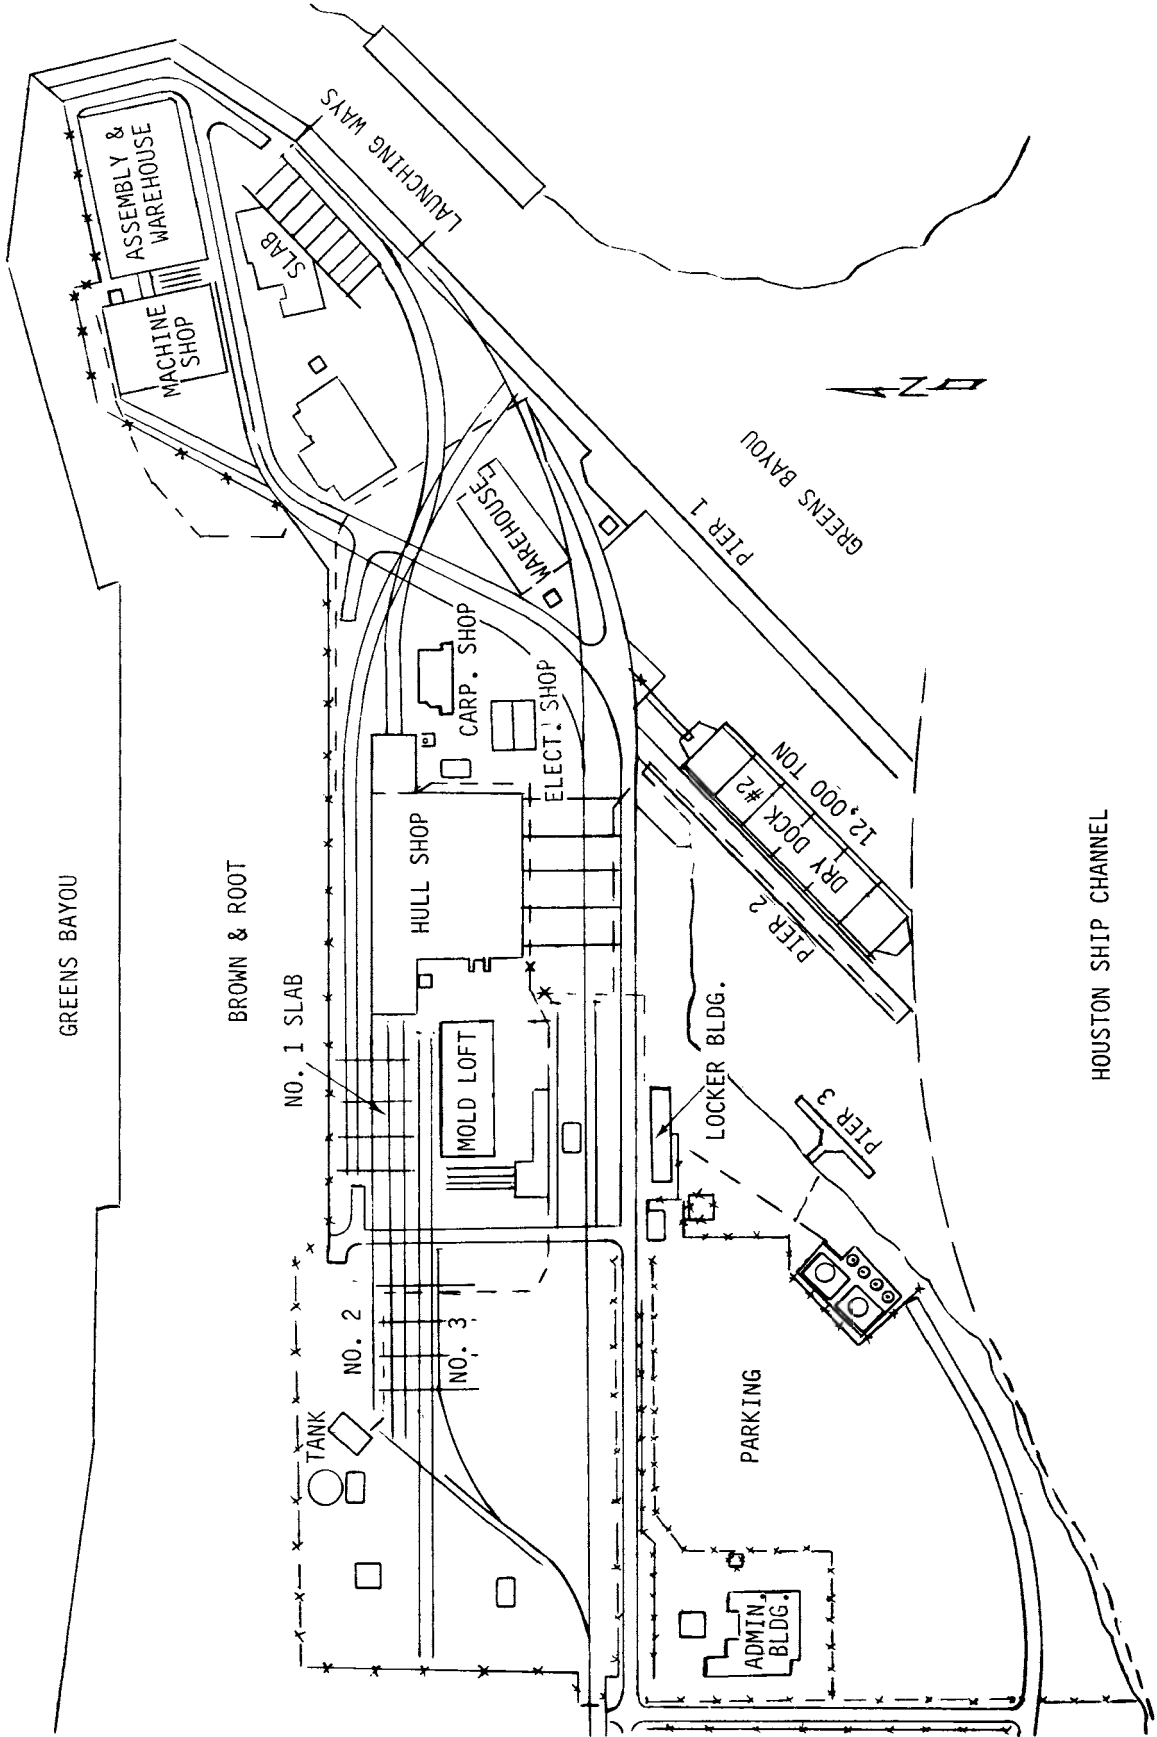 GREENS BAYOU
BROWN & ROOT
NO. 1 SLAB
NO. 2
NO. 3
TANK
MOLD LOFT
HULL SHOP
CARP. SHOP
ELECT. SHOP
WAREHOUSE
MACHINE
SHOP
ASSEMBLY &
WAREHOUSE
SLAB
LAUNCHING WAYS
N
GREENS BAYOU
PIER 1
DRY DOCK
#2
12,000 TON
PIER 2
LOCKER BLDG.
PIER 3
PARKING
ADMIN.
BLDG.
HOUSTON SHIP CHANNEL